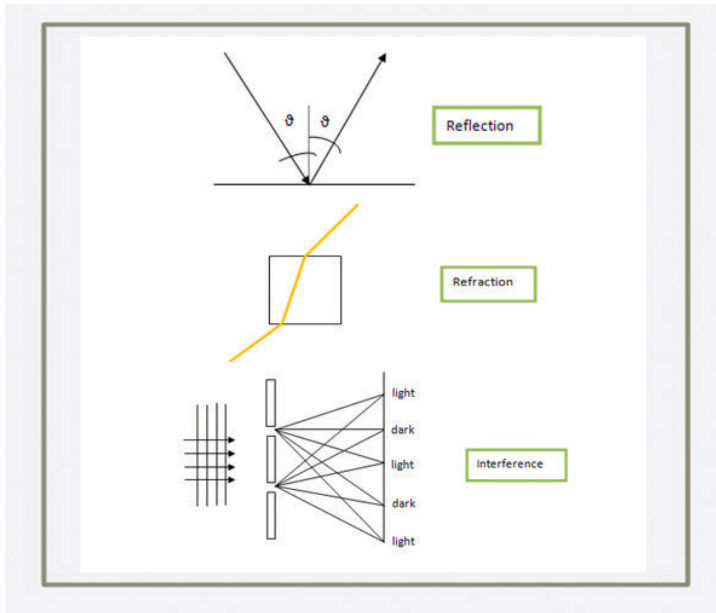 ϑ ϑ
Reflection
Refraction
light
dark
light
Interference
dark
light